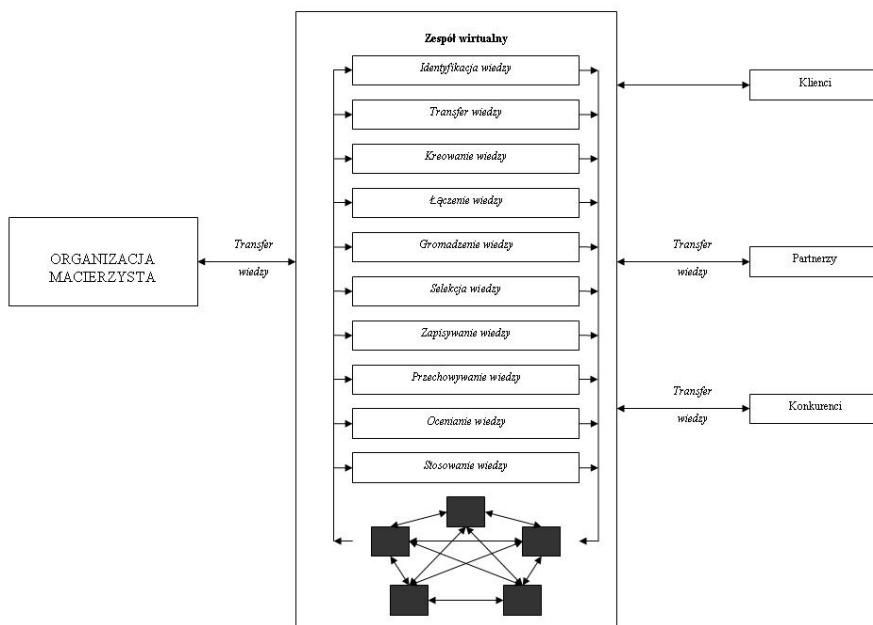 Zespół wirtualny
Identyfikacja wiedzy
Transfer wiedzy
Kreowanie wiedzy
Łączenie wiedzy
Gromadzenie wiedzy
Selekcja wiedzy
Zapisywanie wiedzy
Przechowywanie wiedzy
Ocenianie wiedzy
Stosowanie wiedzy
ORGANIZACJA
MACIERZYSTA
Transfer
wiedzy
Klienci
Transfer
wiedzy
Partnerzy
Transfer
wiedzy
Konkurenci